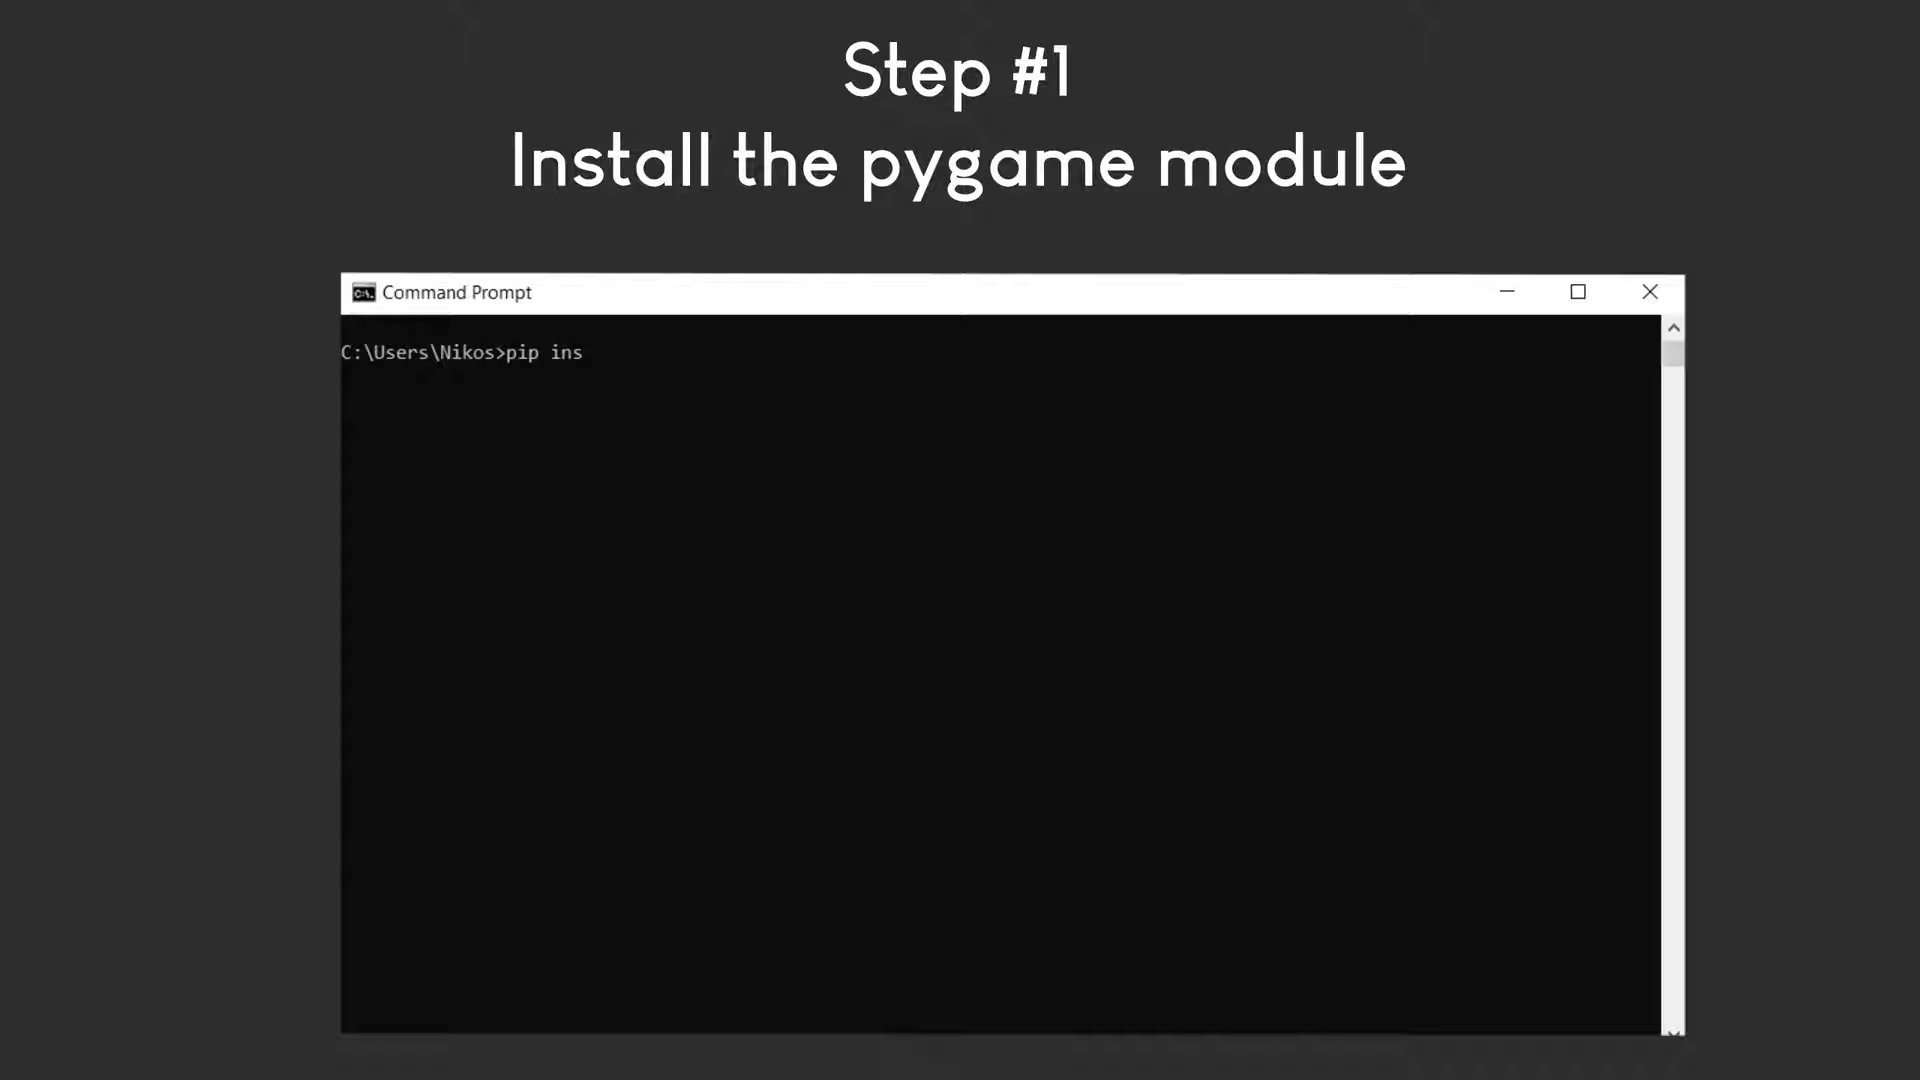 Step #1
Install the pygame module
Command Prompt
C:\Users\Nikos>pip ins